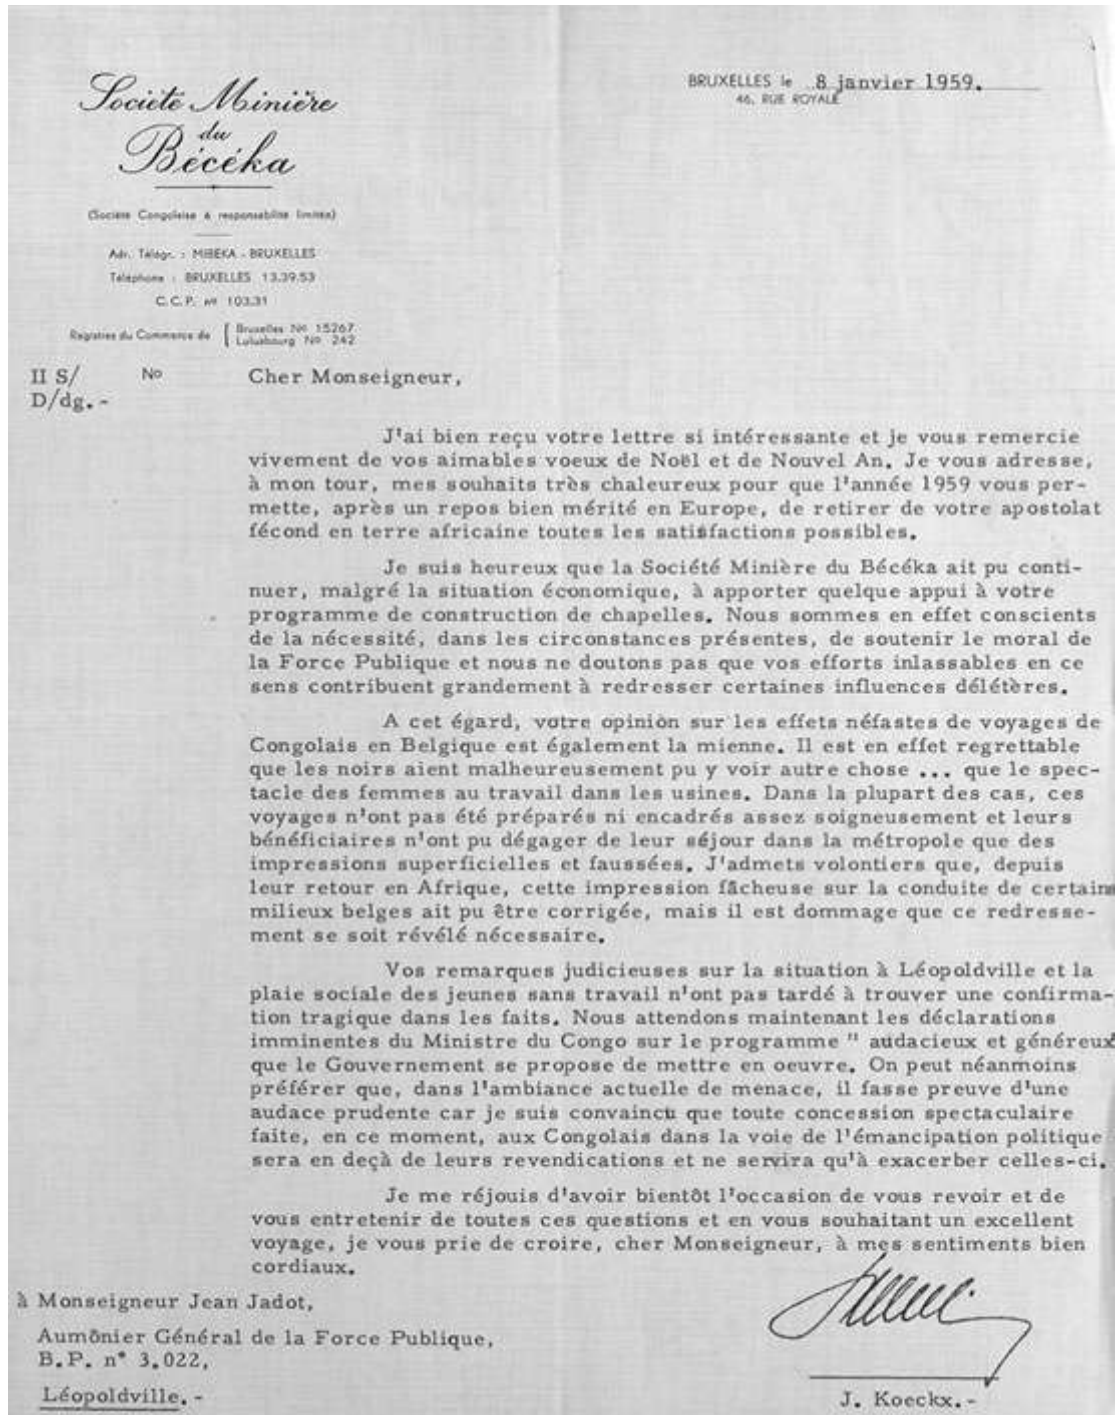 Société Minière
du
Bécéka
BRUXELLES le 8 janvier 1959.
46, RUE ROYALE
(Société Congolaise à responsabilité limitée)
Adr. Télégr. : MIBEKA - BRUXELLES
Téléphone : BRUXELLES 13.39.53
C.C.P. nº 103.31
Registres du Commerce de { Bruxelles Nº 15267
Luluabourg Nº 242
II S/ Nº
D/dg.-
Cher Monseigneur,
J'ai bien reçu votre lettre si intéressante et je vous remercie
vivement de vos aimables voeux de Noël et de Nouvel An. Je vous adresse,
à mon tour, mes souhaits très chaleureux pour que l'année 1959 vous per-
mette, après un repos bien mérité en Europe, de retirer de votre apostolat
fécond en terre africaine toutes les satisfactions possibles.
Je suis heureux que la Société Minière du Bécéka ait pu conti-
nuer, malgré la situation économique, à apporter quelque appui à votre
programme de construction de chapelles. Nous sommes en effet conscients
de la nécessité, dans les circonstances présentes, de soutenir le moral de
la Force Publique et nous ne doutons pas que vos efforts inlassables en ce
sens contribuent grandement à redresser certaines influences délétères.
A cet égard, votre opinion sur les effets néfastes de voyages de
Congolais en Belgique est également la mienne. Il est en effet regrettable
que les noirs aient malheureusement pu y voir autre chose ... que le spec-
tacle des femmes au travail dans les usines. Dans la plupart des cas, ces
voyages n'ont pas été préparés ni encadrés assez soigneusement et leurs
bénéficiaires n'ont pu dégager de leur séjour dans la métropole que des
impressions superficielles et faussées. J'admets volontiers que, depuis
leur retour en Afrique, cette impression fâcheuse sur la conduite de certains
milieux belges ait pu être corrigée, mais il est dommage que ce redresse-
ment se soit révélé nécessaire.
Vos remarques judicieuses sur la situation à Léopoldville et la
plaie sociale des jeunes sans travail n'ont pas tardé à trouver une confirma-
tion tragique dans les faits. Nous attendons maintenant les déclarations
imminentes du Ministre du Congo sur le programme " audacieux et généreux"
que le Gouvernement se propose de mettre en oeuvre. On peut néanmoins
préférer que, dans l'ambiance actuelle de menace, il fasse preuve d'une
audace prudente car je suis convaincu que toute concession spectaculaire
faite, en ce moment, aux Congolais dans la voie de l'émancipation politique
sera en deçà de leurs revendications et ne servira qu'à exacerber celles-ci.
Je me réjouis d'avoir bientôt l'occasion de vous revoir et de
vous entretenir de toutes ces questions et en vous souhaitant un excellent
voyage, je vous prie de croire, cher Monseigneur, à mes sentiments bien
cordiaux.
à Monseigneur Jean Jadot,
Aumônier Général de la Force Publique,
B.P. n° 3.022,
Léopoldville.-
J. Koeckx.-